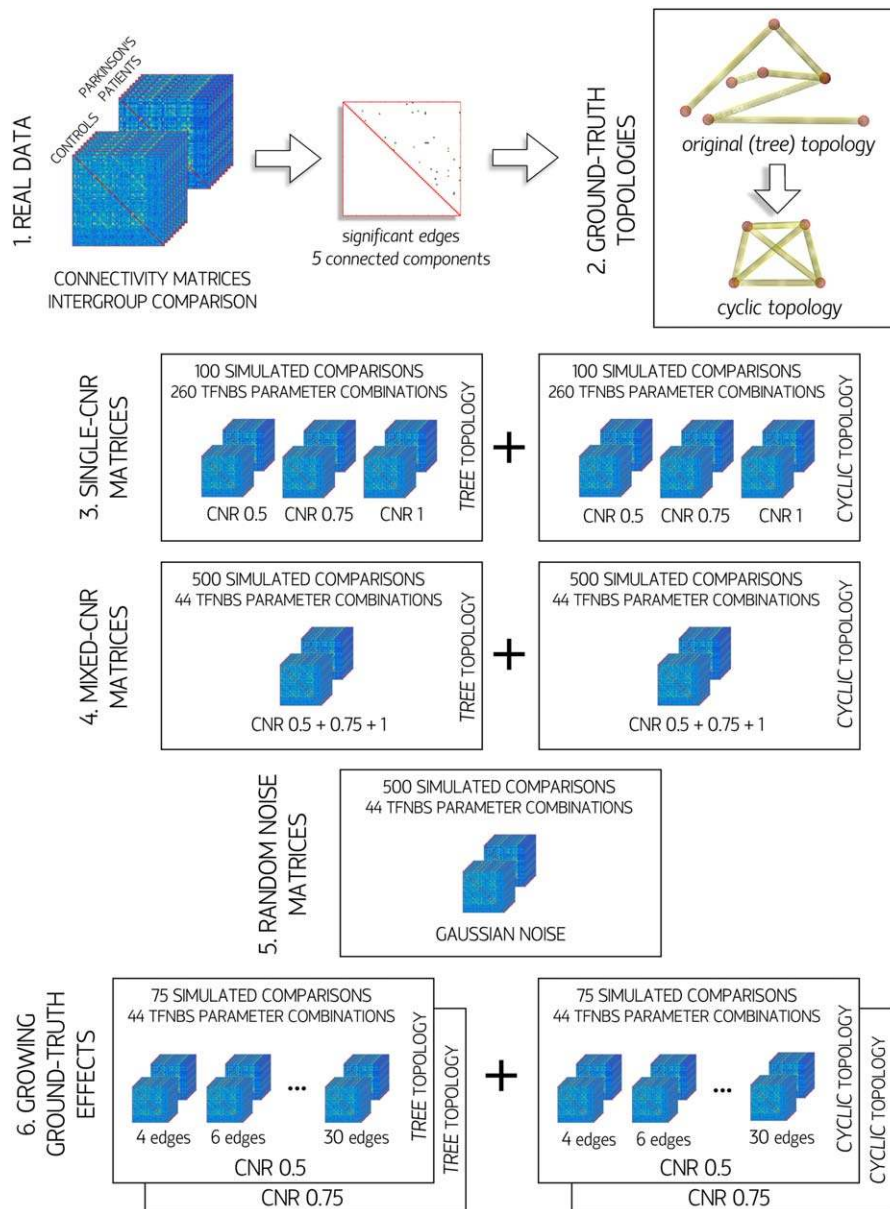 1. REAL DATA
CONTROLS
PARKINSON'S
PATIENTS
CONNECTIVITY MATRICES
INTERGROUP COMPARISON
significant edges
5 connected components
2. GROUND-TRUTH
TOPOLOGIES
original (tree) topology
cyclic topology
3. SINGLE-CNR
MATRICES
100 SIMULATED COMPARISONS
260 TFNBS PARAMETER COMBINATIONS
CNR 0.5
CNR 0.75
CNR 1
TREE TOPOLOGY
+
100 SIMULATED COMPARISONS
260 TFNBS PARAMETER COMBINATIONS
CNR 0.5
CNR 0.75
CNR 1
CYCLIC TOPOLOGY
4. MIXED-CNR
MATRICES
500 SIMULATED COMPARISONS
44 TFNBS PARAMETER COMBINATIONS
CNR 0.5 + 0.75 + 1
TREE TOPOLOGY
+
500 SIMULATED COMPARISONS
44 TFNBS PARAMETER COMBINATIONS
CNR 0.5 + 0.75 + 1
CYCLIC TOPOLOGY
5. RANDOM NOISE
MATRICES
500 SIMULATED COMPARISONS
44 TFNBS PARAMETER COMBINATIONS
GAUSSIAN NOISE
6. GROWING
GROUND-TRUTH
EFFECTS
75 SIMULATED COMPARISONS
44 TFNBS PARAMETER COMBINATIONS
...
4 edges
6 edges
30 edges
CNR 0.5
TREE TOPOLOGY
CNR 0.75
TREE TOPOLOGY
+
75 SIMULATED COMPARISONS
44 TFNBS PARAMETER COMBINATIONS
...
4 edges
6 edges
30 edges
CNR 0.5
CYCLIC TOPOLOGY
CNR 0.75
CYCLIC TOPOLOGY